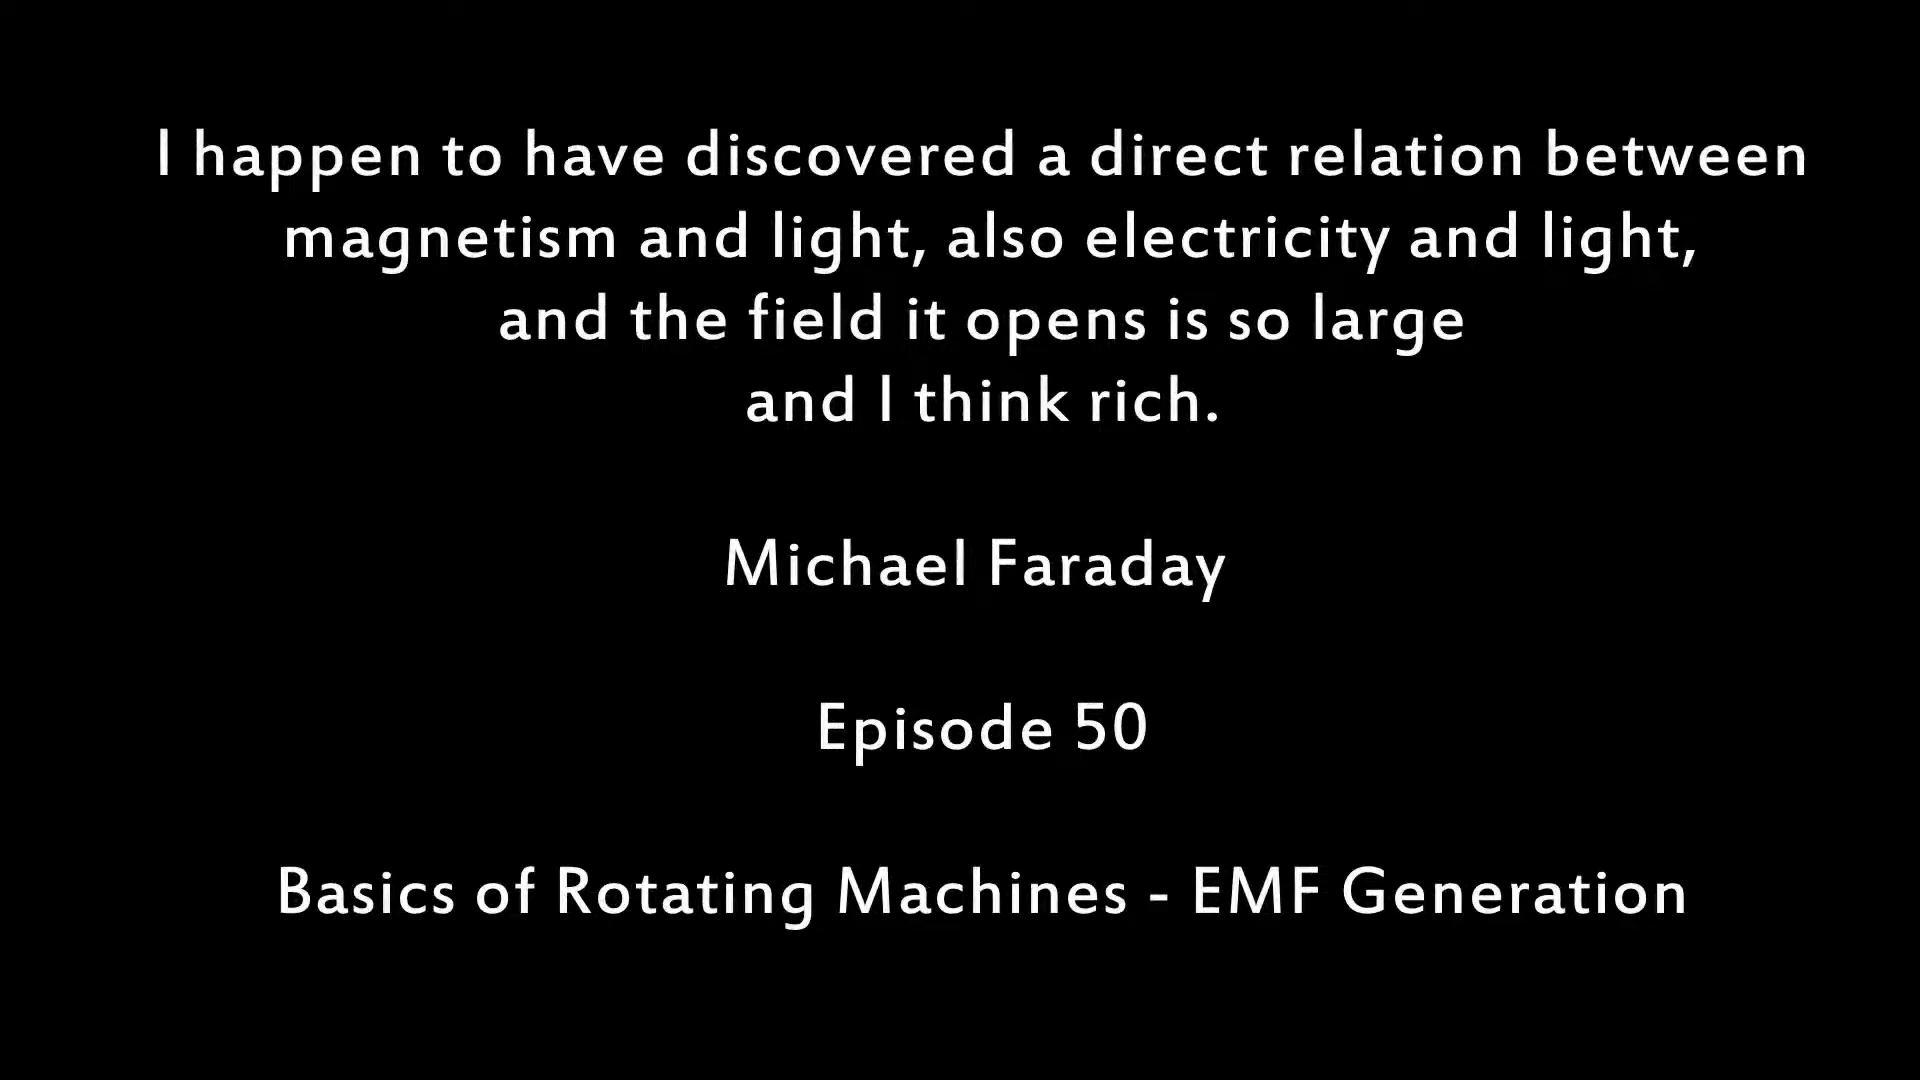 I happen to have discovered a direct relation between
magnetism and light, also electricity and light,
and the field it opens is so large
and I think rich.
Michael Faraday
Episode 50
Basics of Rotating Machines - EMF Generation